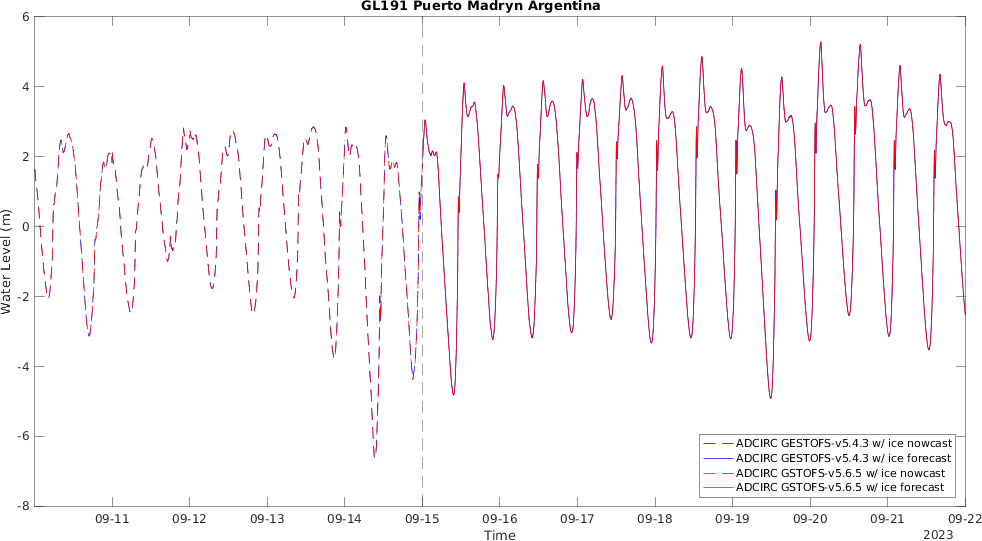 GL191 Puerto Madryn Argentina
6
4
2
0
-2
-4
-6
-8
Water Level (m)
ADCIRC GESTOFS-v5.4.3 w/ ice nowcast
ADCIRC GESTOFS-v5.4.3 w/ ice forecast
ADCIRC GSTOFS-v5.6.5 w/ ice nowcast
ADCIRC GSTOFS-v5.6.5 w/ ice forecast
09-11 09-12 09-13 09-14 09-15 09-16 09-17 09-18 09-19 09-20 09-21 09-22
Time
2023